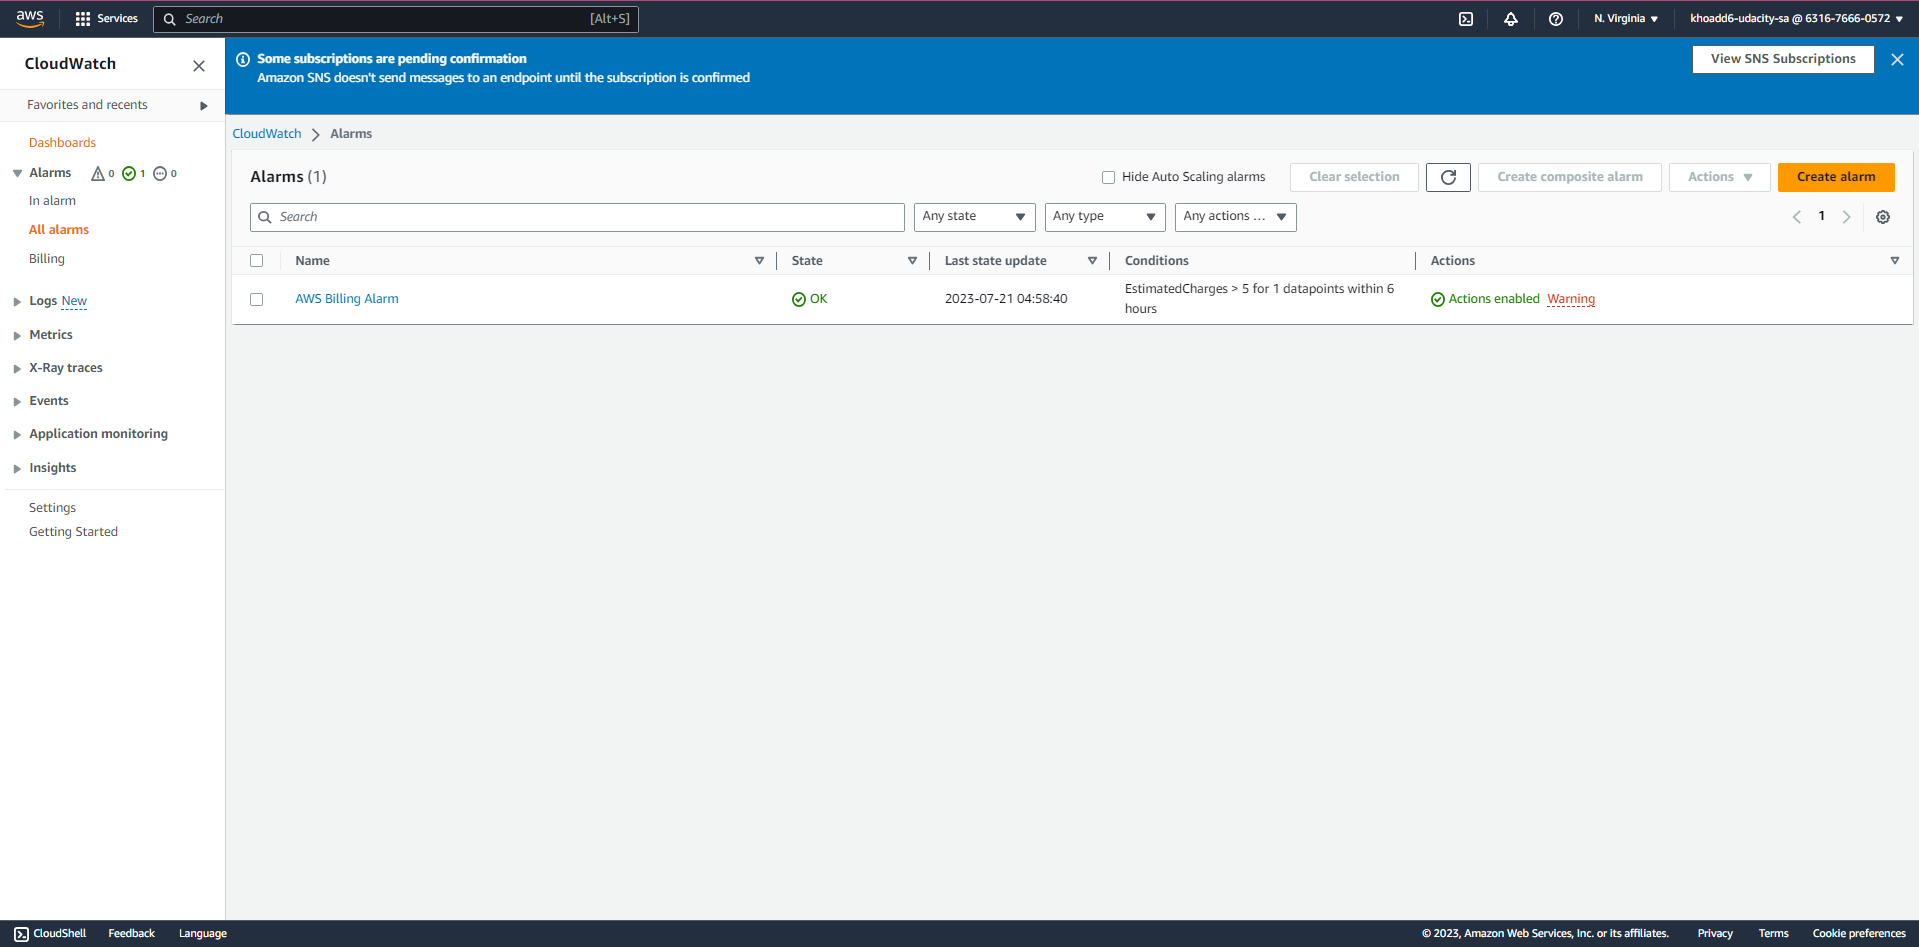 aws Services Search [Alt+S] N. Virginia khoadd6-udacity-sa @ 6316-7666-0572
CloudWatch
Favorites and recents
Dashboards
Alarms 0 1 0
In alarm
All alarms
Billing
Logs New
Metrics
X-Ray traces
Events
Application monitoring
Insights
Settings
Getting Started
Some subscriptions are pending confirmation
Amazon SNS doesn't send messages to an endpoint until the subscription is confirmed
View SNS Subscriptions
CloudWatch Alarms
Alarms (1)
Hide Auto Scaling alarms
Clear selection
Create composite alarm
Actions
Create alarm
Search
Any state
Any type
Any actions ...
1
Name State Last state update Conditions Actions
AWS Billing Alarm OK 2023-07-21 04:58:40 EstimatedCharges > 5 for 1 datapoints within 6
hours
Actions enabled Warning
CloudShell Feedback Language © 2023, Amazon Web Services, Inc. or its affiliates. Privacy Terms Cookie preferences